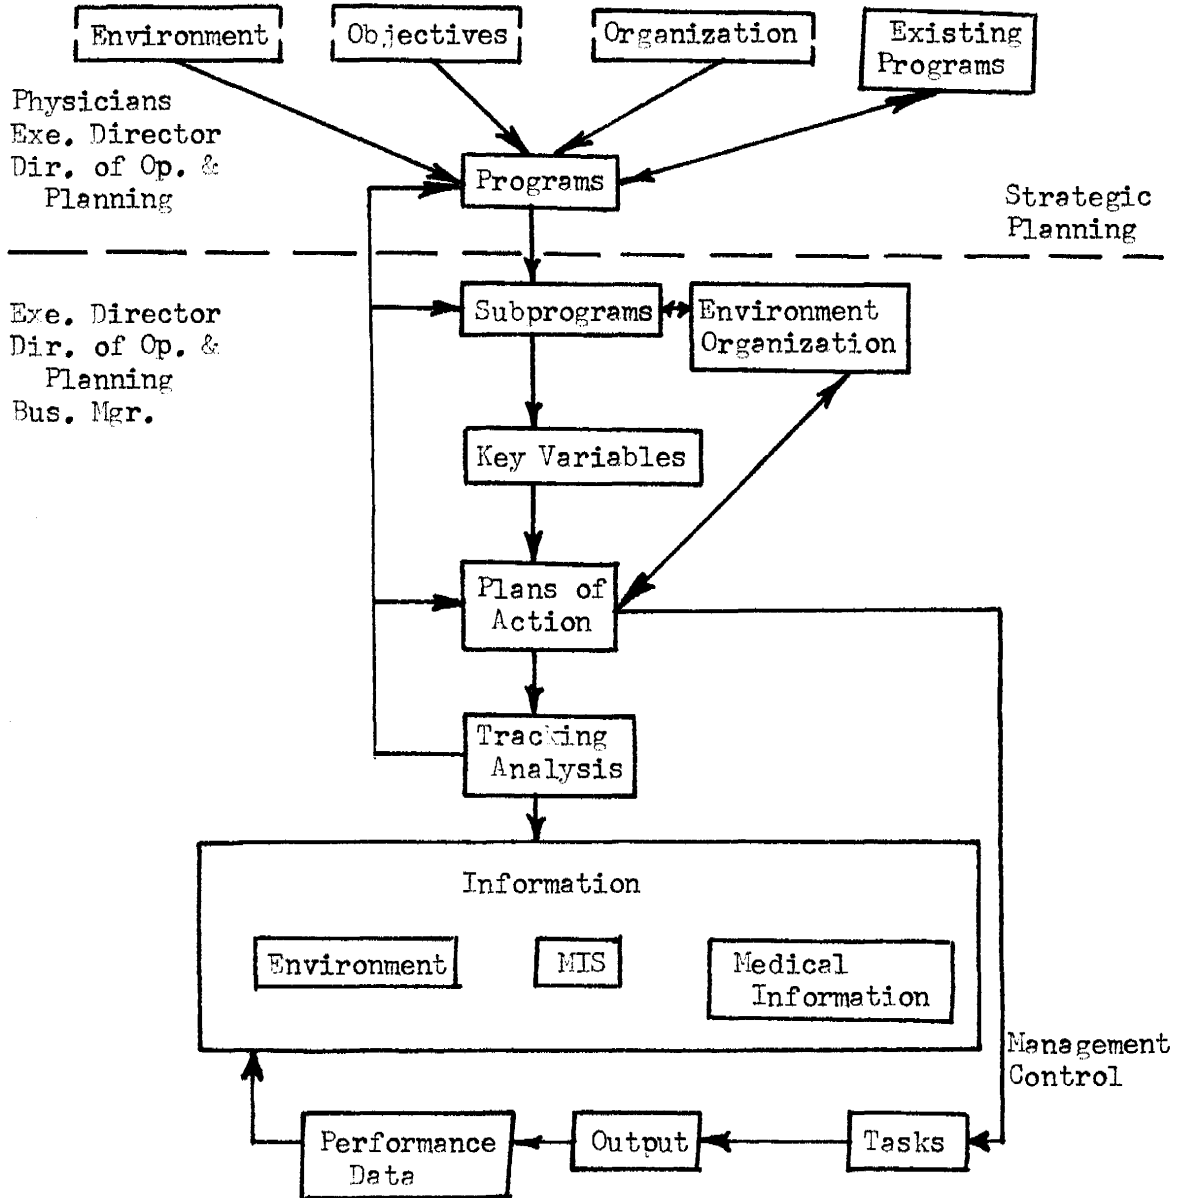 Environment
Objectives
Organization
Existing
Programs
Physicians
Exe. Director
Dir. of Op. &
Planning
Programs
Strategic
Planning
Exe. Director
Dir. of Op. &
Planning
Bus. Mgr.
Subprograms
Environment
Organization
Key Variables
Plans of
Action
Tracking
Analysis
Information
Environment
MIS
Medical
Information
Management
Control
Performance
Data
Output
Tasks